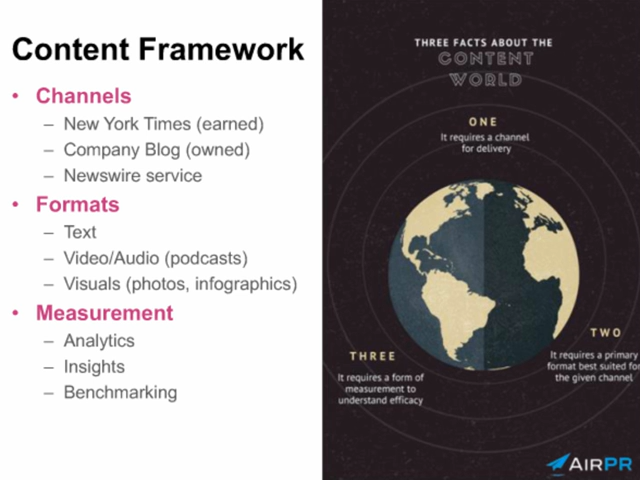 Content Framework
• Channels
– New York Times (earned)
– Company Blog (owned)
– Newswire service
• Formats
– Text
– Video/Audio (podcasts)
– Visuals (photos, infographics)
• Measurement
– Analytics
– Insights
– Benchmarking
THREE FACTS ABOUT THE
CONTENT
WORLD
ONE
It requires a channel
for delivery
TWO
It requires a primary
format best suited for
the given channel
THREE
It requires a form of
measurement to
understand efficacy
AIRPR